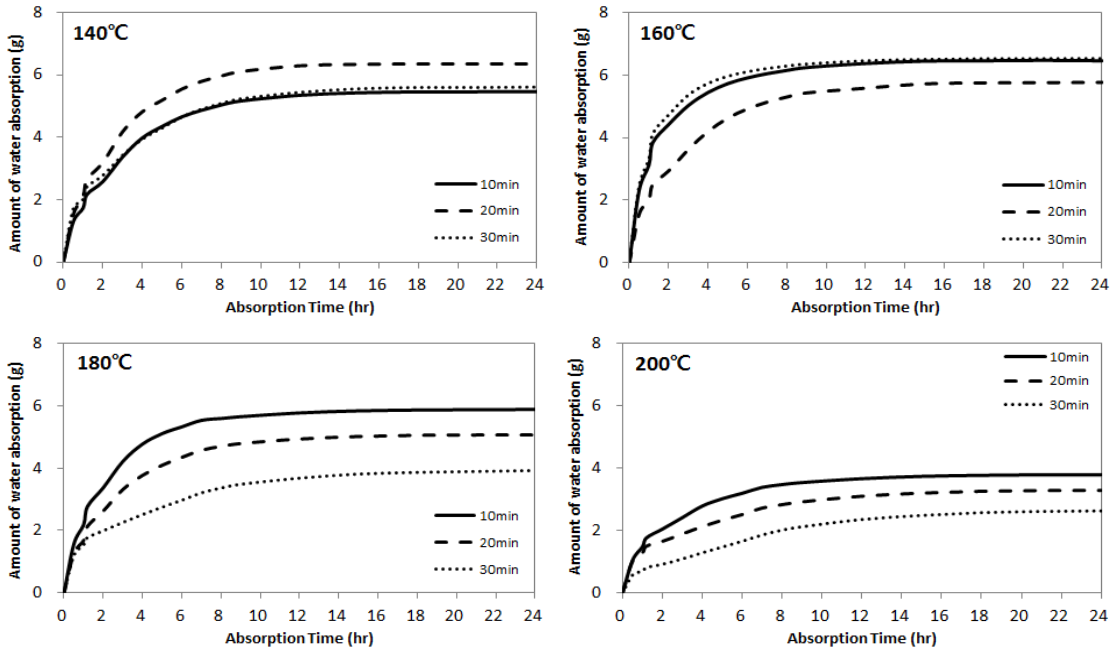 140℃
Amount of water absorption (g)
8
6
4
2
0
10min
20min
30min
0 2 4 6 8 10 12 14 16 18 20 22 24
Absorption Time (hr)
160℃
Amount of water absorption (g)
8
6
4
2
0
10min
20min
30min
0 2 4 6 8 10 12 14 16 18 20 22 24
Absorption Time (hr)
180℃
Amount of water absorption (g)
8
6
4
2
0
10min
20min
30min
0 2 4 6 8 10 12 14 16 18 20 22 24
Absorption Time (hr)
200℃
Amount of water absorption (g)
8
6
4
2
0
10min
20min
30min
0 2 4 6 8 10 12 14 16 18 20 22 24
Absorption Time (hr)